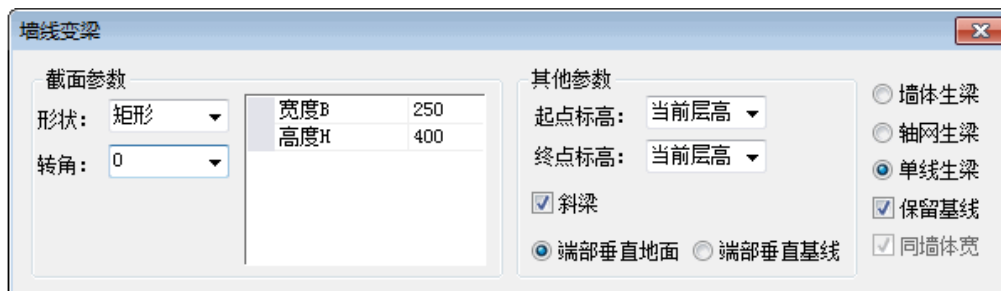 墙线变梁
截面参数
形状： 矩形
转角： 0
宽度B 250
高度H 400
其他参数
起点标高： 当前层高
终点标高： 当前层高
斜梁
端部垂直地面 端部垂直基线
墙体生梁
轴网生梁
单线生梁
保留基线
同墙体宽